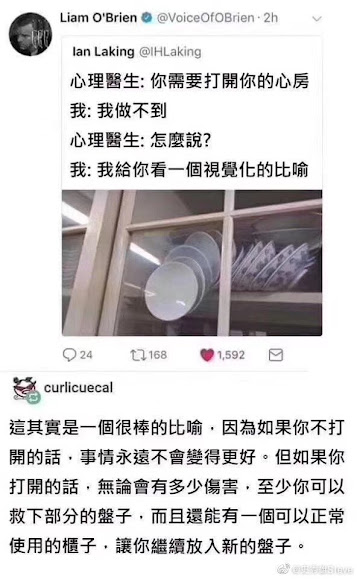 Liam O'Brien @VoiceOfOBrien · 2h
Ian Laking @IHLaking
心理醫生: 你需要打開你的心房
我: 我做不到
心理醫生: 怎麼說?
我: 我給你看一個視覺化的比喻
24 168 1,592
curlicuecal
這其實是一個很棒的比喻，因為如果你不打
開的話，事情永遠不會變得更好。但如果你
打開的話，無論會有多少傷害，至少你可以
救下部分的盤子，而且還能有一個可以正常
使用的櫃子，讓你繼續放入新的盤子。